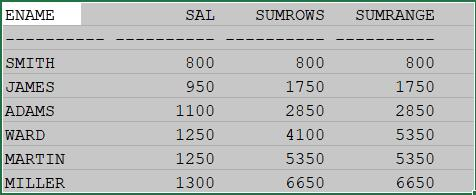 ENAME             SAL    SUMROWS   SUMRANGE
---------- ---------- ---------- ----------
SMITH             800        800        800
JAMES             950       1750       1750
ADAMS            1100       2850       2850
WARD             1250       4100       5350
MARTIN           1250       5350       5350
MILLER           1300       6650       6650